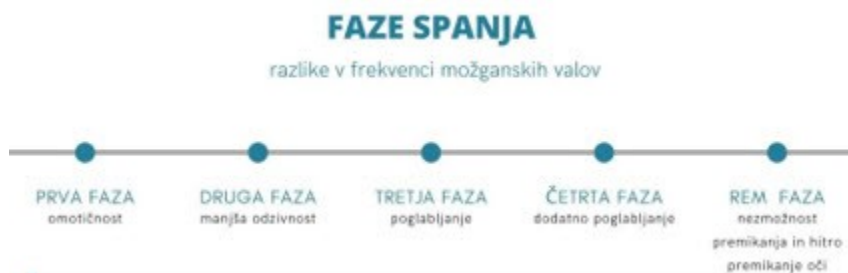 FAZE SPANJA
razlike v frekvenci možganskih valov
PRVA FAZA
omotičnost
DRUGA FAZA
manjša odzivnost
TRETJA FAZA
poglabljanje
ČETRTA FAZA
dodatno poglabljanje
REM FAZA
nezmožnost
premikanja in hitro
premikanje oči